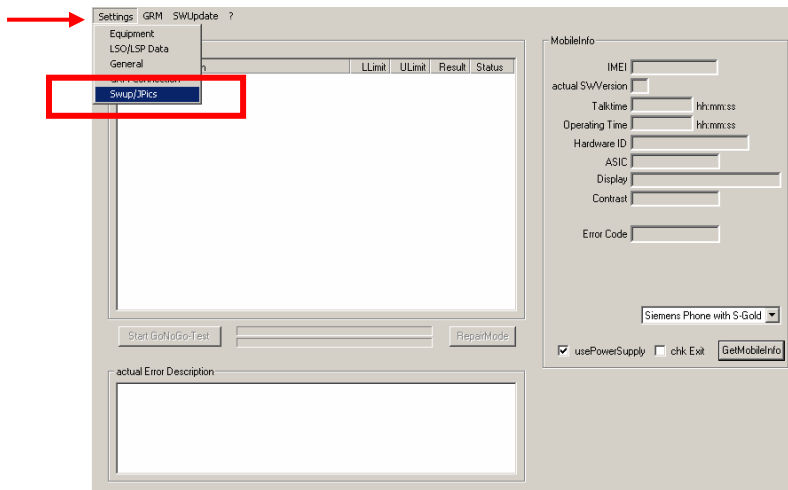 Settings GRM SWUpdate ?
Equipment
LSO/LSP Data
General
Swup/JPics
LLimit ULimit Result Status
Start GoNoGo-Test
RepairMode
actual Error Description
MobileInfo
IMEI
actual SWVersion
Talktime hh:mm:ss
Operating Time hh:mm:ss
Hardware ID
ASIC
Display
Contrast
Error Code
Siemens Phone with S-Gold
usePowerSupply chk Exit GetMobileInfo